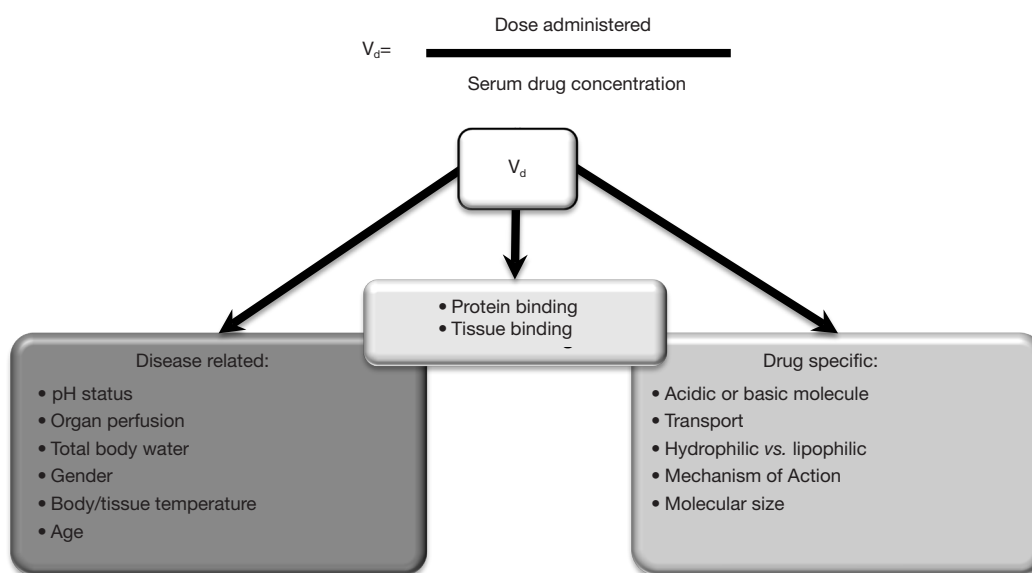 Dose administered
Vd=
Serum drug concentration
Vd
• Protein binding
• Tissue binding
Disease related:
• pH status
• Organ perfusion
• Total body water
• Gender
• Body/tissue temperature
• Age
Drug specific:
• Acidic or basic molecule
• Transport
• Hydrophilic vs. lipophilic
• Mechanism of Action
• Molecular size